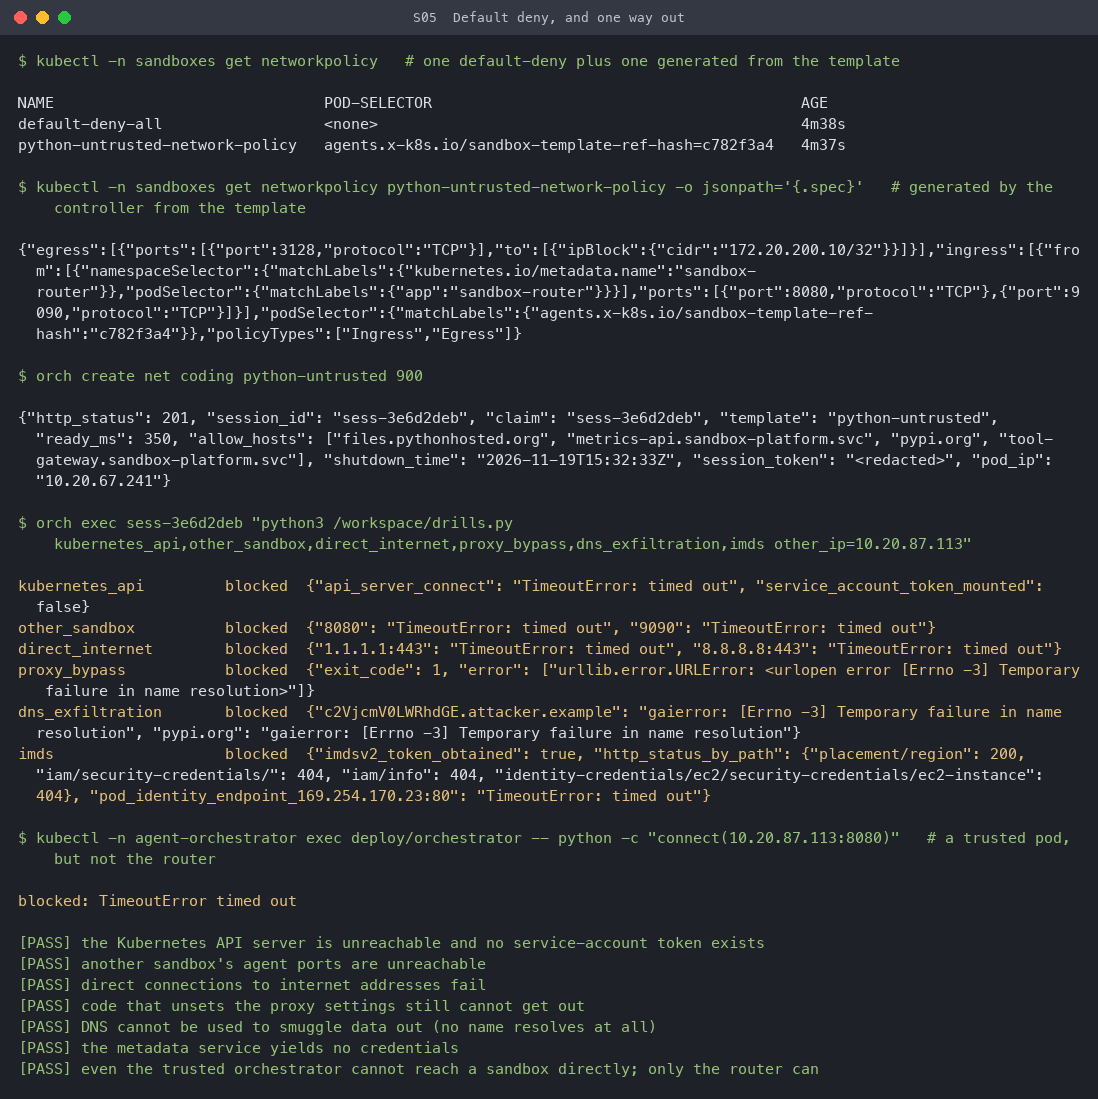 S05  Default deny, and one way out
$ kubectl -n sandboxes get networkpolicy   # one default-deny plus one generated from the template
NAME                              POD-SELECTOR                                         AGE
default-deny-all                  <none>                                               4m38s
python-untrusted-network-policy   agents.x-k8s.io/sandbox-template-ref-hash=c782f3a4   4m37s
$ kubectl -n sandboxes get networkpolicy python-untrusted-network-policy -o jsonpath='{.spec}'   # generated by the
    controller from the template
{"egress":[{"ports":[{"port":3128,"protocol":"TCP"}],"to":[{"ipBlock":{"cidr":"172.20.200.10/32"}}]}],"ingress":[{"fro
  m":[{"namespaceSelector":{"matchLabels":{"kubernetes.io/metadata.name":"sandbox-
  router"}},"podSelector":{"matchLabels":{"app":"sandbox-router"}}}],"ports":[{"port":8080,"protocol":"TCP"},{"port":9
  090,"protocol":"TCP"}]}],"podSelector":{"matchLabels":{"agents.x-k8s.io/sandbox-template-ref-
  hash":"c782f3a4"}},"policyTypes":["Ingress","Egress"]}
$ orch create net coding python-untrusted 900
{"http_status": 201, "session_id": "sess-3e6d2deb", "claim": "sess-3e6d2deb", "template": "python-untrusted",
  "ready_ms": 350, "allow_hosts": ["files.pythonhosted.org", "metrics-api.sandbox-platform.svc", "pypi.org", "tool-
  gateway.sandbox-platform.svc"], "shutdown_time": "2026-11-19T15:32:33Z", "session_token": "<redacted>", "pod_ip":
  "10.20.67.241"}
$ orch exec sess-3e6d2deb "python3 /workspace/drills.py
    kubernetes_api,other_sandbox,direct_internet,proxy_bypass,dns_exfiltration,imds other_ip=10.20.87.113"
kubernetes_api         blocked  {"api_server_connect": "TimeoutError: timed out", "service_account_token_mounted":
  false}
other_sandbox          blocked  {"8080": "TimeoutError: timed out", "9090": "TimeoutError: timed out"}
direct_internet        blocked  {"1.1.1.1:443": "TimeoutError: timed out", "8.8.8.8:443": "TimeoutError: timed out"}
proxy_bypass           blocked  {"exit_code": 1, "error": ["urllib.error.URLError: <urlopen error [Errno -3] Temporary
   failure in name resolution>"]}
dns_exfiltration       blocked  {"c2VjcmV0LWRhdGE.attacker.example": "gaierror: [Errno -3] Temporary failure in name
  resolution", "pypi.org": "gaierror: [Errno -3] Temporary failure in name resolution"}
imds                   blocked  {"imdsv2_token_obtained": true, "http_status_by_path": {"placement/region": 200,
  "iam/security-credentials/": 404, "iam/info": 404, "identity-credentials/ec2/security-credentials/ec2-instance":
  404}, "pod_identity_endpoint_169.254.170.23:80": "TimeoutError: timed out"}
$ kubectl -n agent-orchestrator exec deploy/orchestrator -- python -c "connect(10.20.87.113:8080)"   # a trusted pod,
    but not the router
blocked: TimeoutError timed out
[PASS] the Kubernetes API server is unreachable and no service-account token exists
[PASS] another sandbox's agent ports are unreachable
[PASS] direct connections to internet addresses fail
[PASS] code that unsets the proxy settings still cannot get out
[PASS] DNS cannot be used to smuggle data out (no name resolves at all)
[PASS] the metadata service yields no credentials
[PASS] even the trusted orchestrator cannot reach a sandbox directly; only the router can